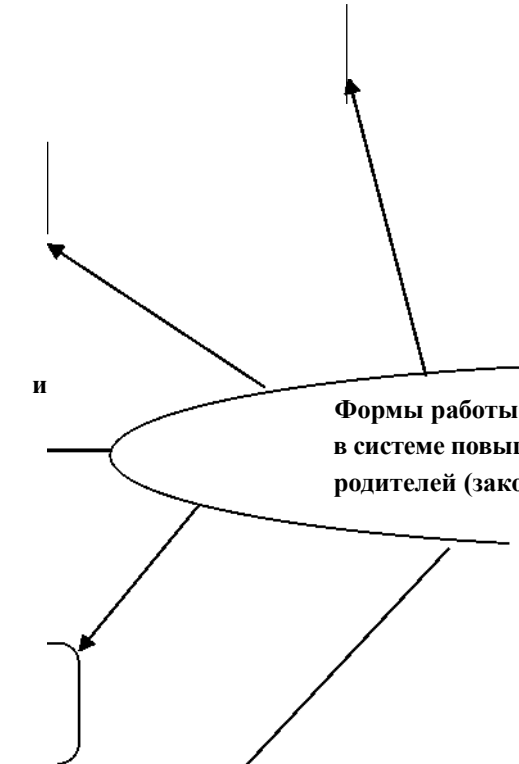 и
Формы работы
в системе повы
родителей (зако